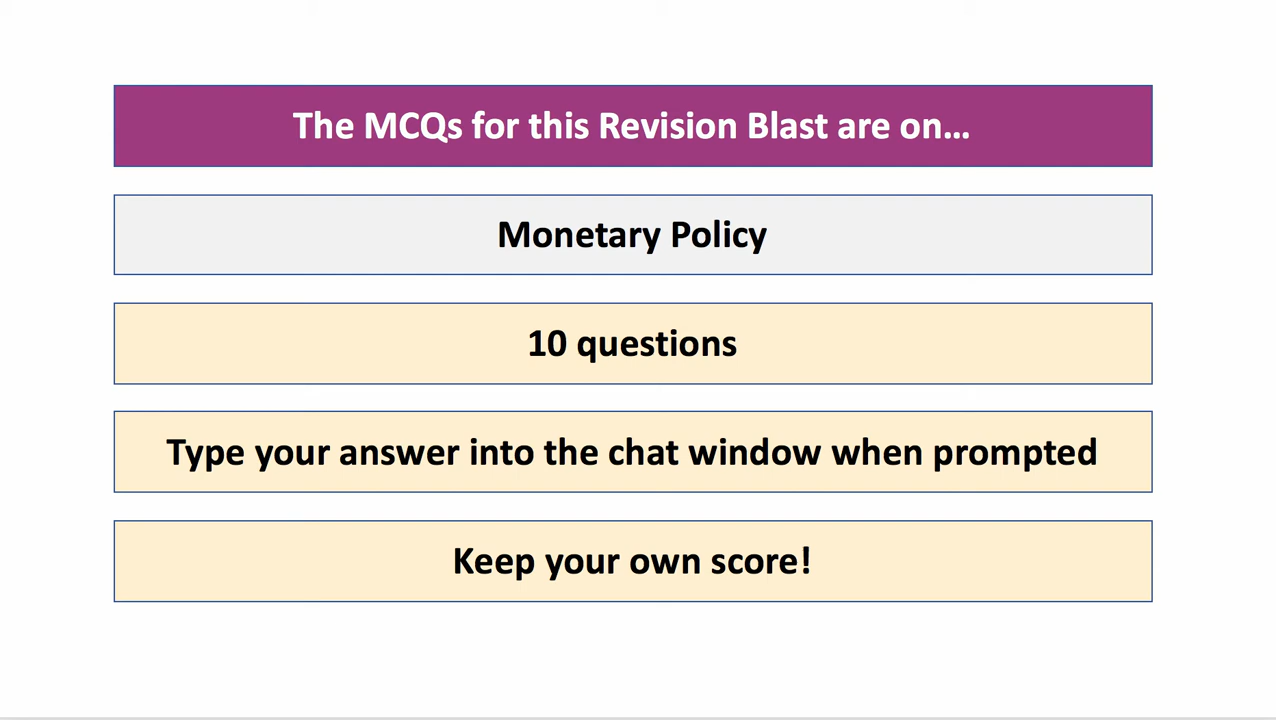 The MCQs for this Revision Blast are on…
Monetary Policy
10 questions
Type your answer into the chat window when prompted
Keep your own score!